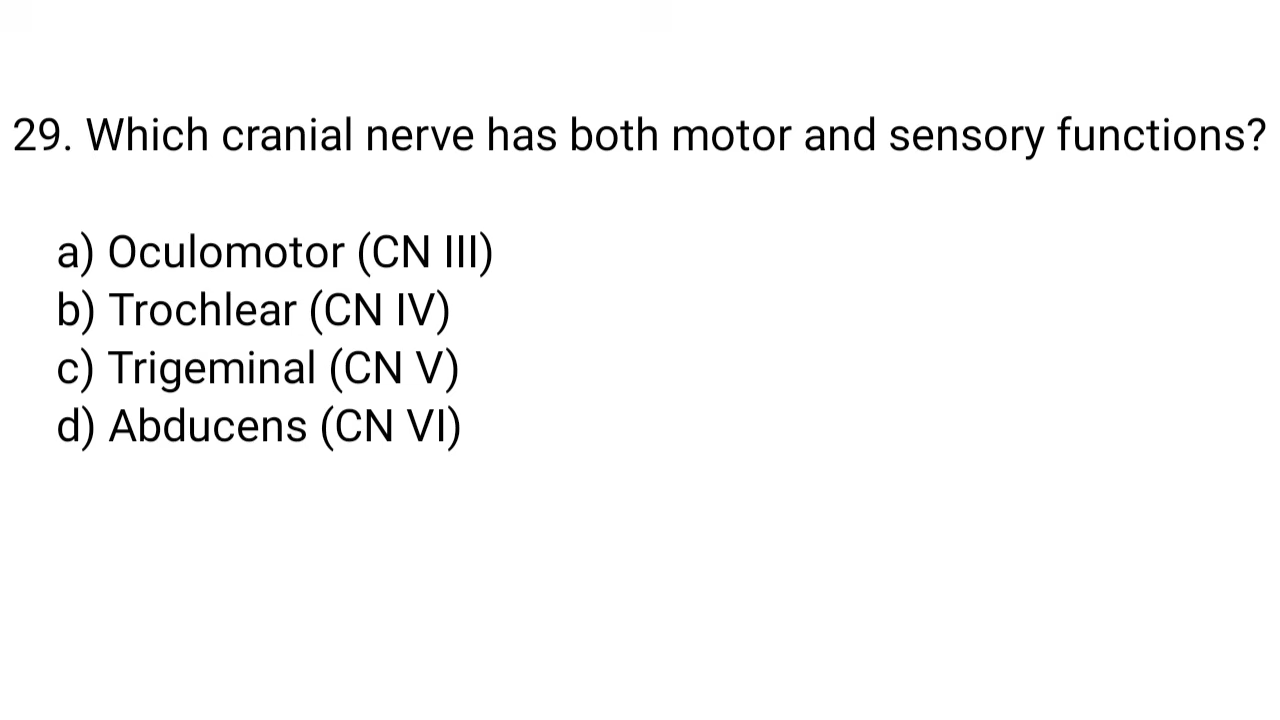 29. Which cranial nerve has both motor and sensory functions?
a) Oculomotor (CN III)
b) Trochlear (CN IV)
c) Trigeminal (CN V)
d) Abducens (CN VI)